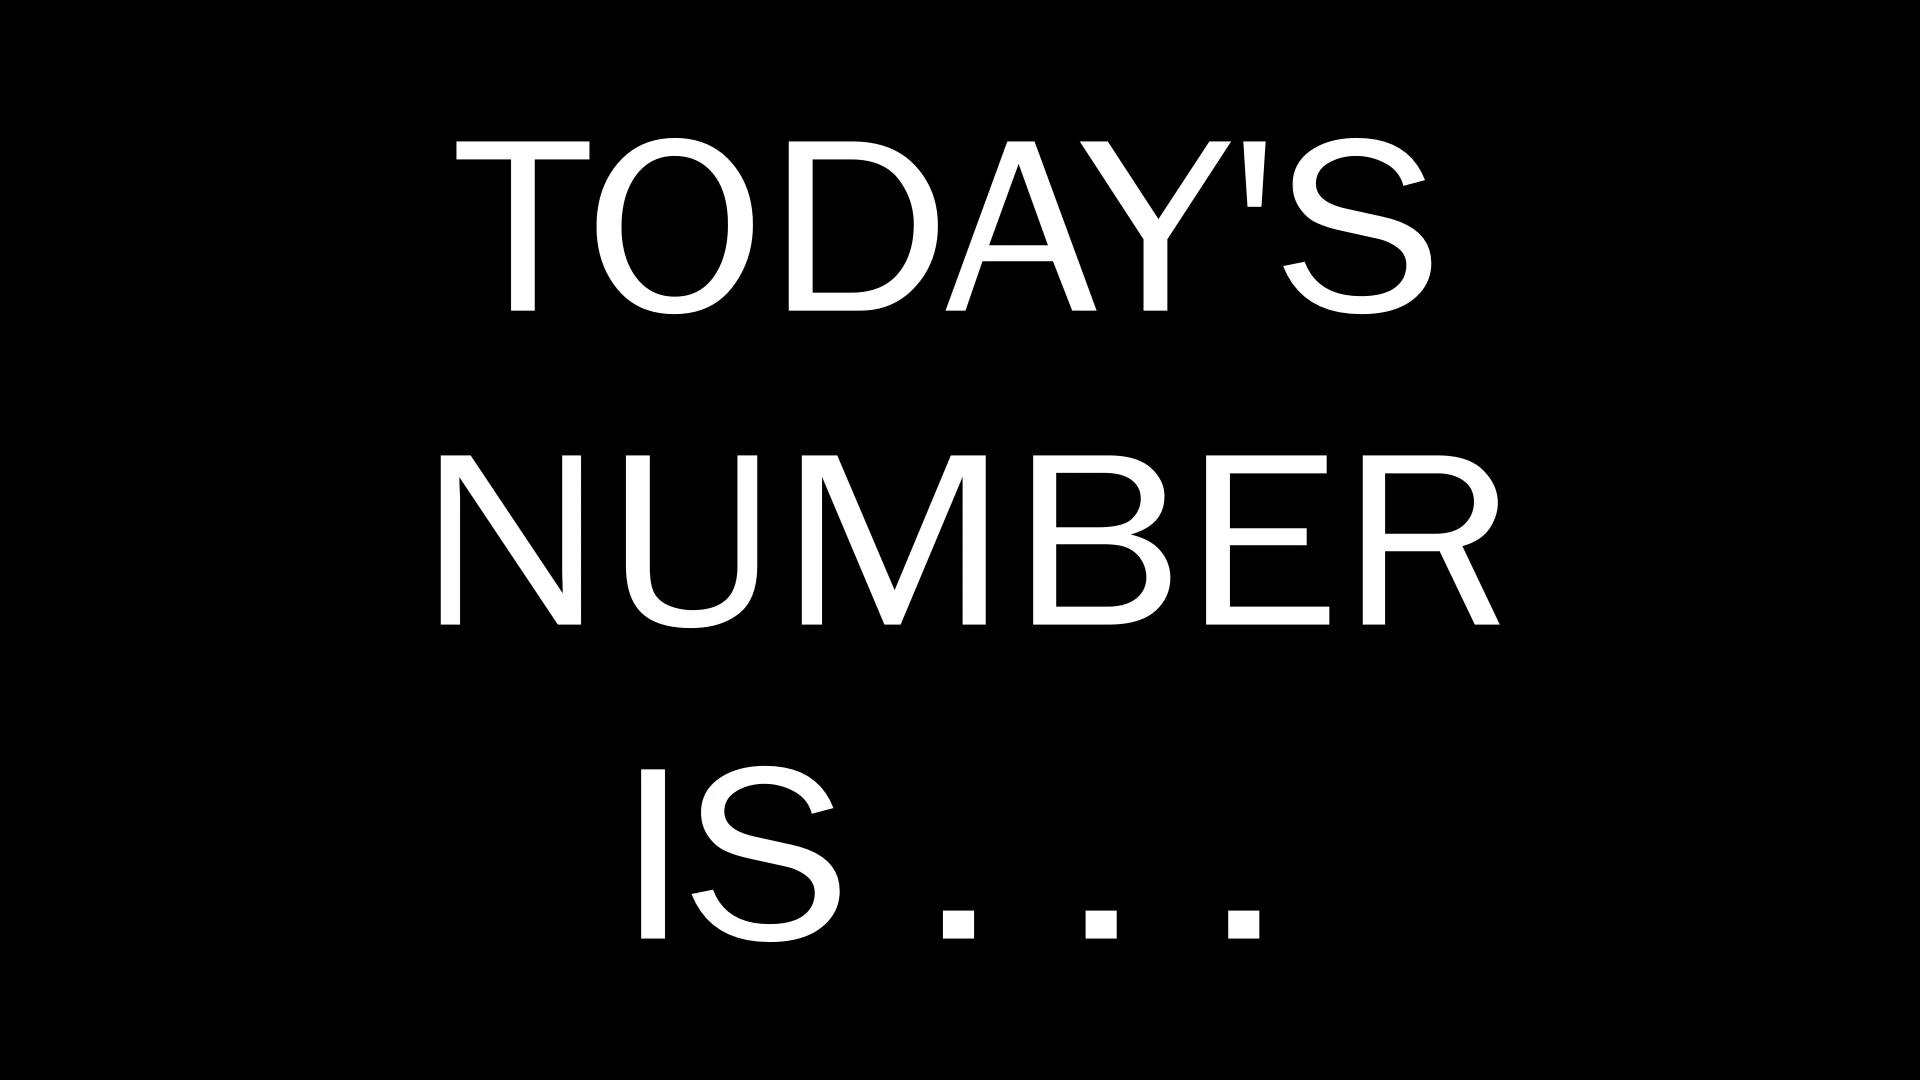 TODAY'S
NUMBER
IS . . .